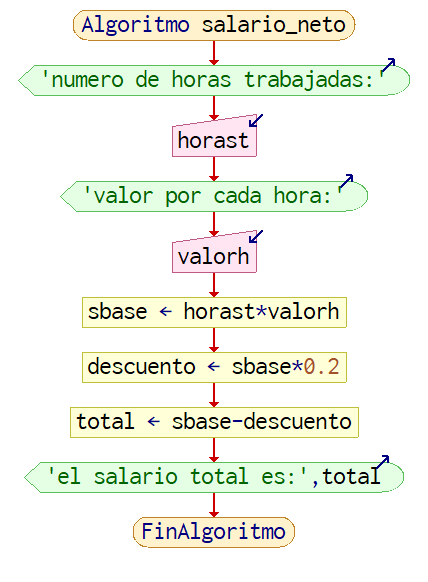 Algoritmo salario_neto
'numero de horas trabajadas:'
horast
'valor por cada hora:'
valorh
sbase ← horast*valorh
descuento ← sbase*0.2
total ← sbase-descuento
'el salario total es:',total
FinAlgoritmo